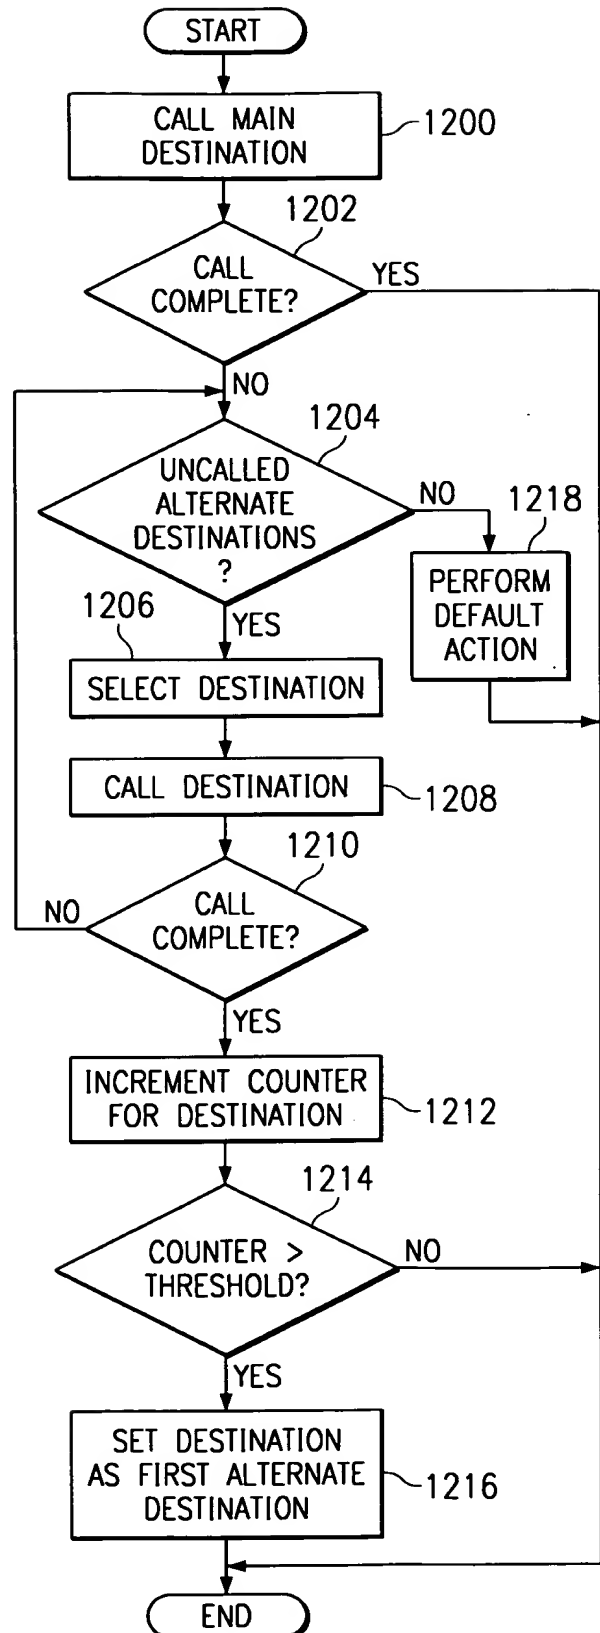 START
CALL MAIN
DESTINATION
1200
1202
CALL
COMPLETE?
YES
NO
1204
UNCALLED
ALTERNATE
DESTINATIONS
?
NO
1218
PERFORM
DEFAULT
ACTION
1206
YES
SELECT DESTINATION
CALL DESTINATION
1208
1210
CALL
COMPLETE?
NO
YES
INCREMENT COUNTER
FOR DESTINATION
1212
1214
COUNTER >
THRESHOLD?
NO
YES
SET DESTINATION
AS FIRST ALTERNATE
DESTINATION
1216
END